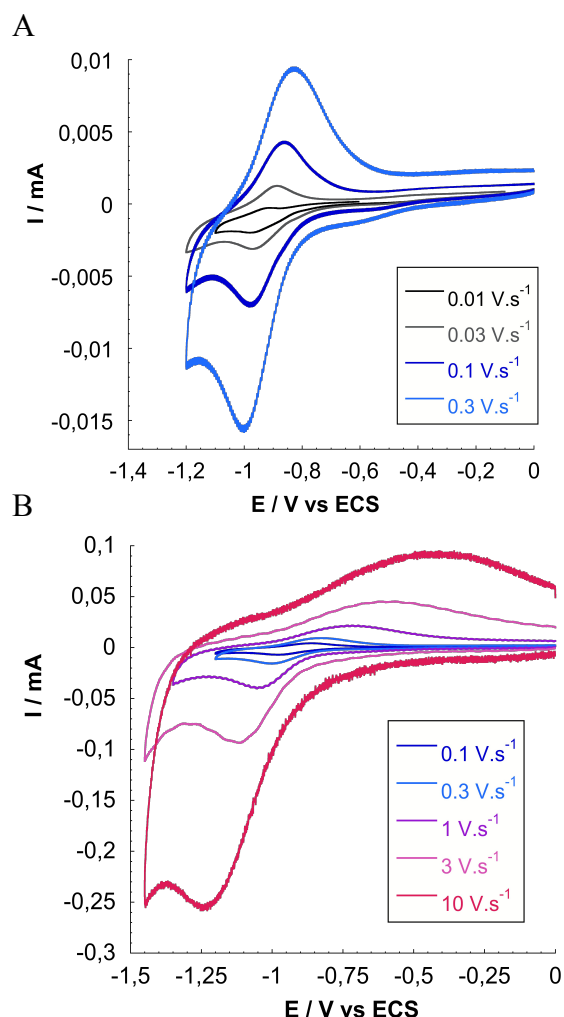 A
0,01
0,005
0
-0,005
-0,01
-0,015
I / mA
-1,4 -1,2 -1 -0,8 -0,6 -0,4 -0,2 0
E / V vs ECS
0.01 V.s-1
0.03 V.s-1
0.1 V.s-1
0.3 V.s-1
B
0,1
0,05
0
-0,05
-0,1
-0,15
-0,2
-0,25
-0,3
I / mA
-1,5 -1,25 -1 -0,75 -0,5 -0,25 0
E / V vs ECS
0.1 V.s-1
0.3 V.s-1
1 V.s-1
3 V.s-1
10 V.s-1